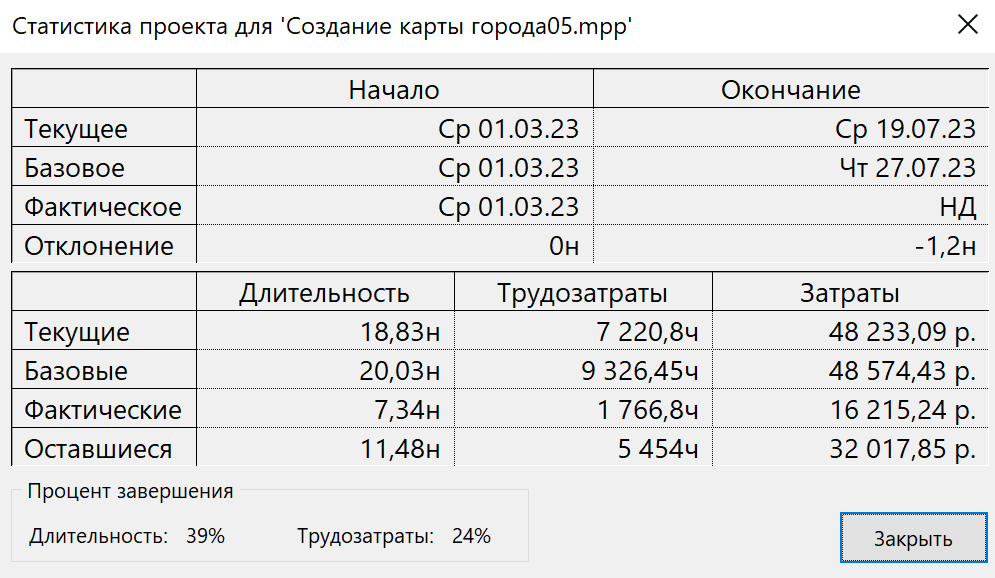 Статистика проекта для 'Создание карты города05.mpp'
Начало Окончание
Текущее Ср 01.03.23 Ср 19.07.23
Базовое Ср 01.03.23 Чт 27.07.23
Фактическое Ср 01.03.23 НД
Отклонение 0н -1,2н
Длительность Трудозатраты Затраты
Текущие 18,83н 7 220,8ч 48 233,09 р.
Базовые 20,03н 9 326,45ч 48 574,43 р.
Фактические 7,34н 1 766,8ч 16 215,24 р.
Оставшиеся 11,48н 5 454ч 32 017,85 р.
Процент завершения
Длительность: 39% Трудозатраты: 24%
Закрыть